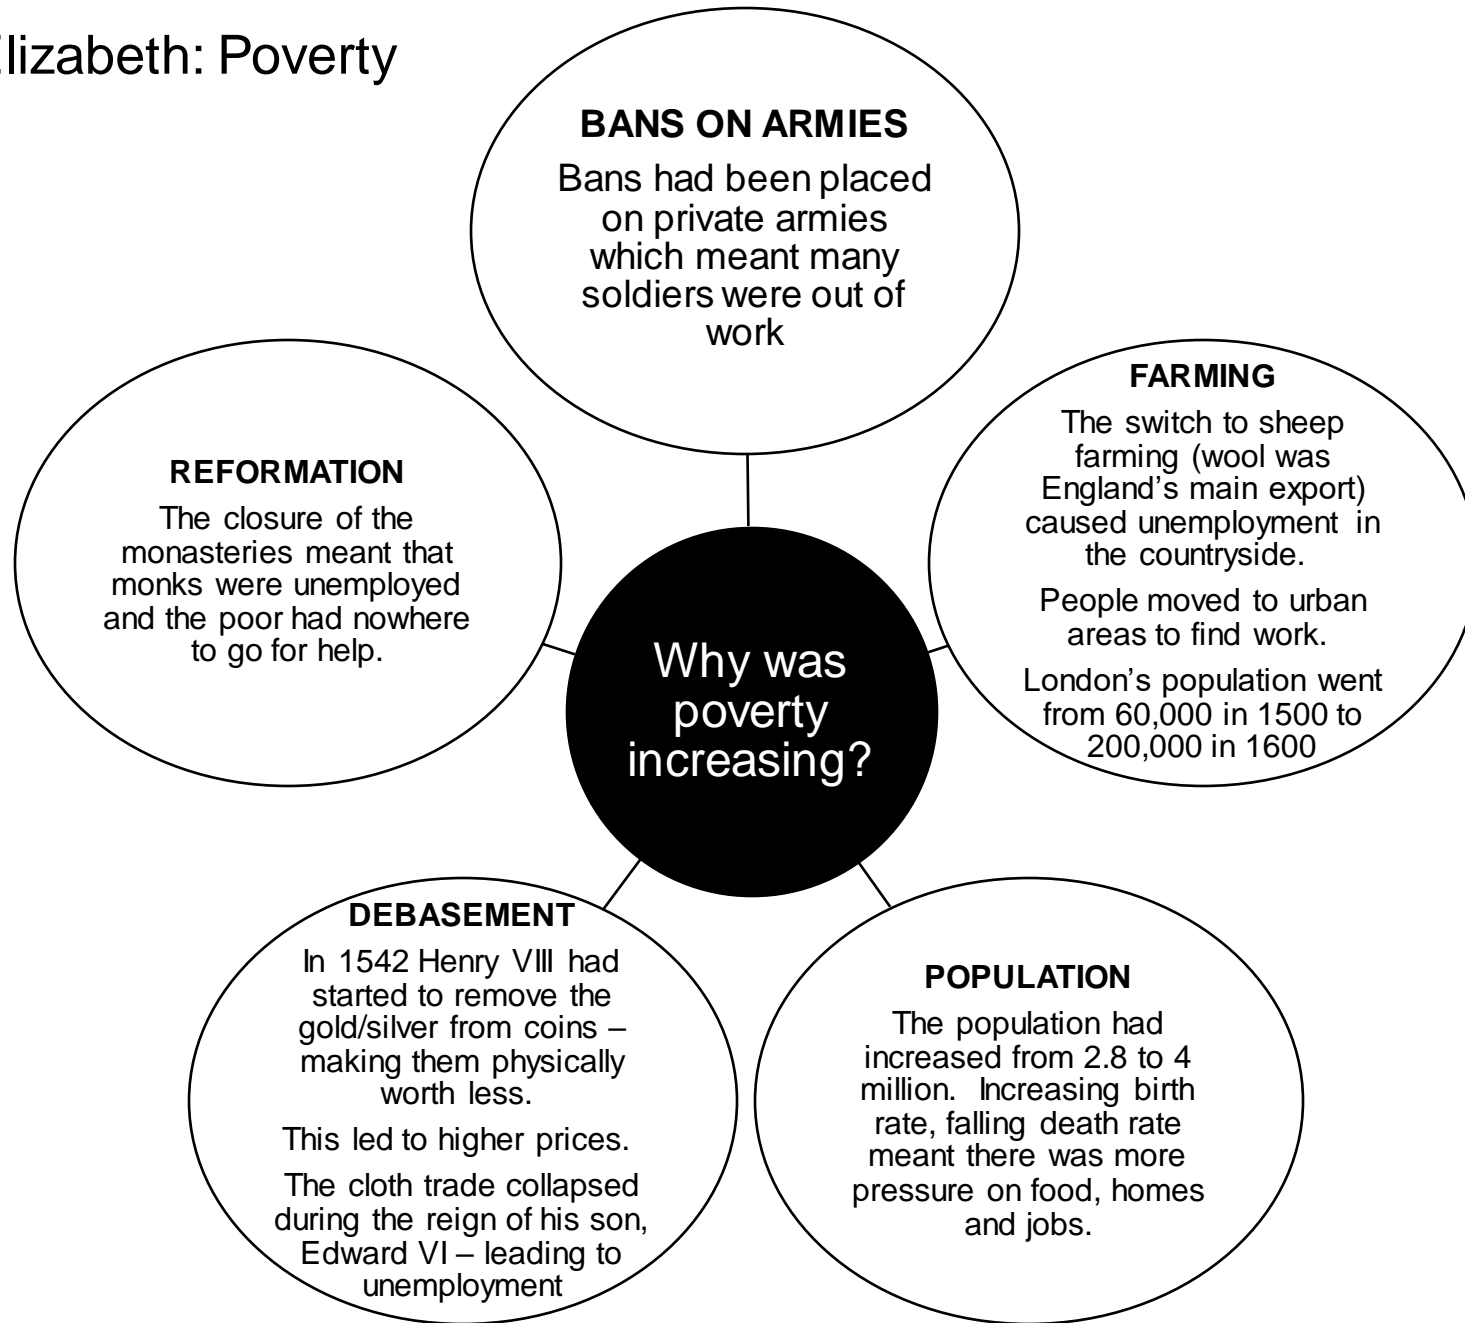 lizabeth: Poverty
BANS ON ARMIES
Bans had been placed
on private armies
which meant many
soldiers were out of
work
FARMING
The switch to sheep
farming (wool was
England’s main export)
caused unemployment in
the countryside.
People moved to urban
areas to find work.
London’s population went
from 60,000 in 1500 to
200,000 in 1600
REFORMATION
The closure of the
monasteries meant that
monks were unemployed
and the poor had nowhere
to go for help.
Why was
poverty
increasing?
DEBASEMENT
In 1542 Henry VIII had
started to remove the
gold/silver from coins –
making them physically
worth less.
This led to higher prices.
The cloth trade collapsed
during the reign of his son,
Edward VI – leading to
unemployment
POPULATION
The population had
increased from 2.8 to 4
million. Increasing birth
rate, falling death rate
meant there was more
pressure on food, homes
and jobs.